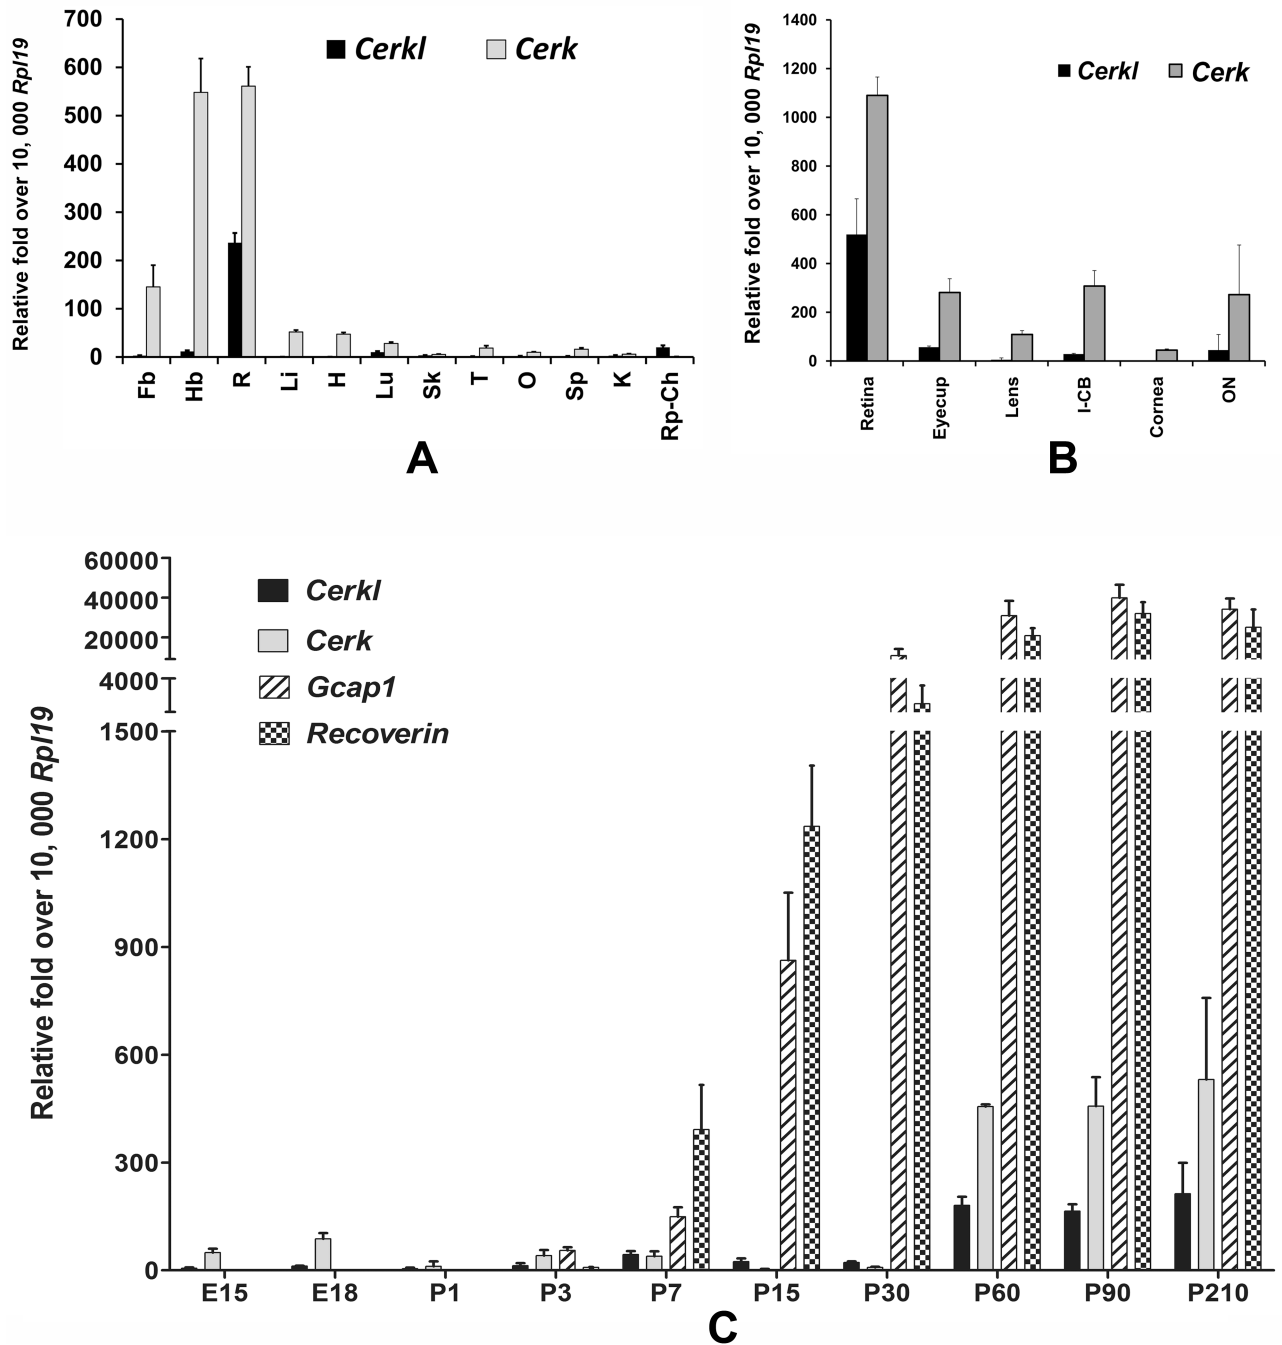 Relative fold over 10, 000 Rpl19
700
600
500
400
300
200
100
0
Cerkl
Cerk
Fb
Hb
R
Li
H
Lu
Sk
T
O
Sp
K
Rp-Ch
A
Relative fold over 10, 000 Rpl19
1400
1200
1000
800
600
400
200
0
Cerkl
Cerk
Retina
Eyecup
Lens
I-CB
Cornea
ON
B
Relative fold over 10, 000 Rpl19
60000
40000
20000
4000
1500
1200
900
600
300
0
Cerkl
Cerk
Gcap1
Recoverin
E15
E18
P1
P3
P7
P15
P30
P60
P90
P210
C